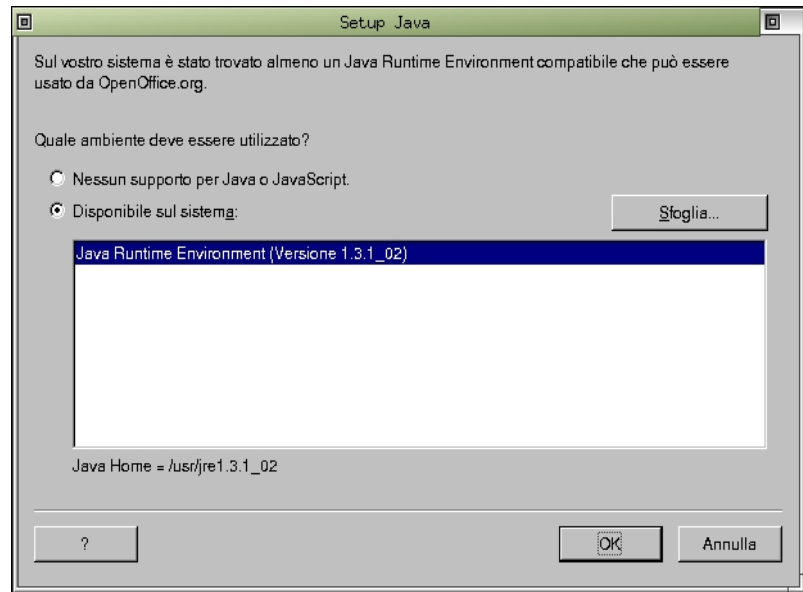 Setup Java
Sul vostro sistema è stato trovato almeno un Java Runtime Environment compatibile che può essere
usato da OpenOffice.org.
Quale ambiente deve essere utilizzato?
Nessun supporto per Java o JavaScript.
Disponibile sul sistema:
Sfoglia...
Java Runtime Environment (Versione 1.3.1_02)
Java Home = /usr/jre1.3.1_02
?
OK
Annulla